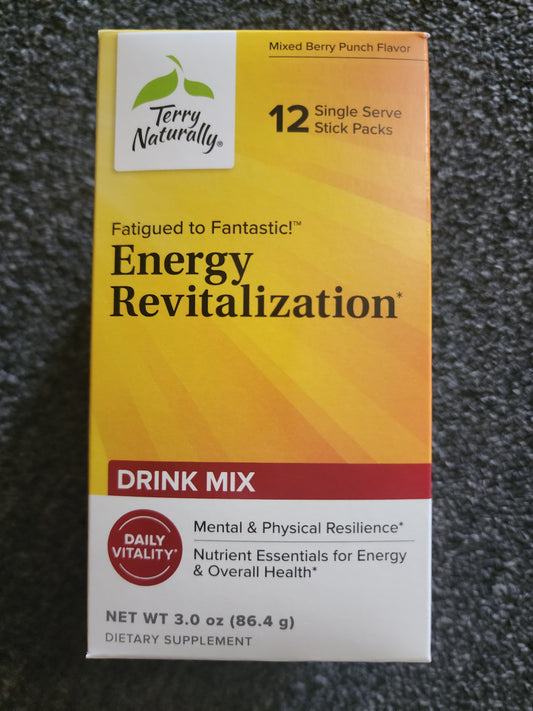 Mixed Berry Punch Flavor
Terry
Naturally®
12 Single Serve
Stick Packs
Fatigued to Fantastic!™
Energy
Revitalization*
DRINK MIX
DAILY
VITALITY*
Mental & Physical Resilience*
Nutrient Essentials for Energy
& Overall Health*
NET WT 3.0 oz (86.4 g)
DIETARY SUPPLEMENT